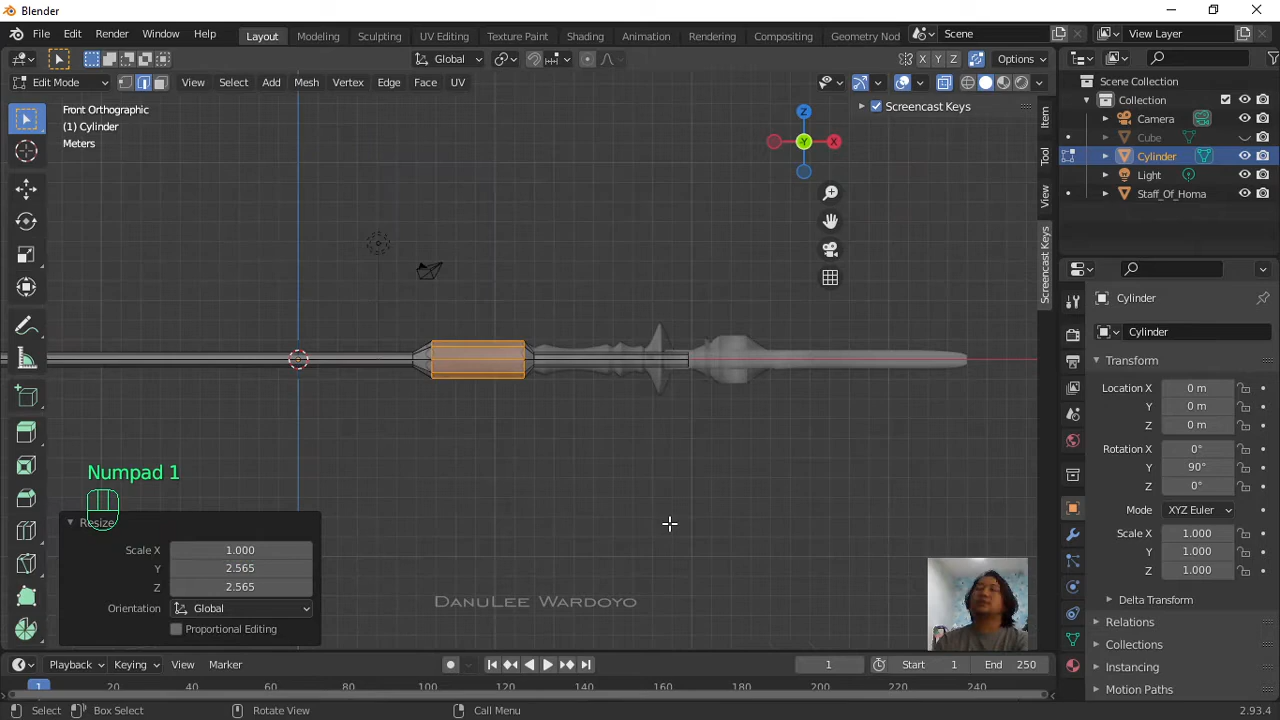 Blender
File Edit Render Window Help
Layout Modeling Sculpting UV Editing Texture Paint Shading Animation Rendering Compositing Geometry Nod
Scene
View Layer
Global
X Y Z
Options
Edit Mode
View Select Add Mesh Vertex Edge Face UV
Front Orthographic
(1) Cylinder
Meters
Screencast Keys
Z
Y
X
Item
Tool
View
Screencast Keys
Scene Collection
Collection
Camera
Cube
Cylinder
Light
Staff_Of_Homa
Cylinder
Cylinder
Transform
Location X 0 m
Y 0 m
Z 0 m
Rotation X 0°
Y 90°
Z 0°
Mode XYZ Euler
Scale X 1.000
Y 1.000
Z 1.000
Delta Transform
Relations
Collections
Instancing
Motion Paths
Numpad 1
Resize
Scale X 1.000
Y 2.565
Z 2.565
Orientation Global
Proportional Editing
DanuLee Wardoyo
Playback Keying View Marker
1 Start 1 End 250
1 20 40 60 80 100 120 140 160 180 200 220 240
Select Box Select Rotate View Call Menu
2.93.4